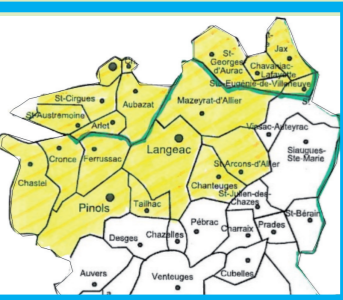 St-
Georges
d'Aurac
Jax
Chavaniac-
Lafayette
Ste-Eugénie-de-Villeneuve
St-Cirgues
Aubazat
Mazeyrat-d'Allier
St-Austremoine
Arlet
Vissac-Auteyrac
Langeac
Siaugues-
Ste-Marie
Cronce
Ferrussac
St-Arcons-d'Allier
Chastel
Chanteuges
St-Julien-des-
Chazes
Pinols
Tailhac
St-Bérain
Pébrac
Charraix
Prades
Desges
Chazelles
Auvers
Venteuges
Cubelles
La